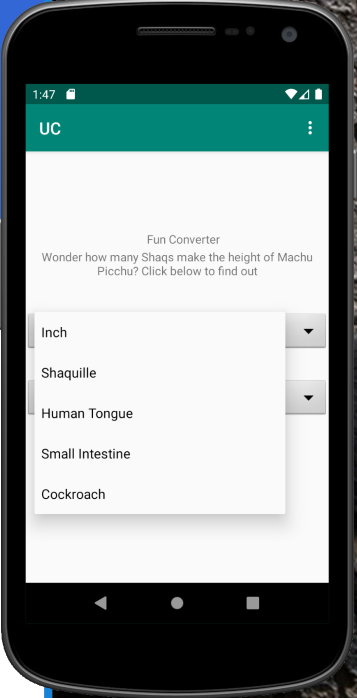 1:47
UC
Fun Converter
Wonder how many Shaqs make the height of Machu
Picchu? Click below to find out
Inch
Shaquille
Human Tongue
Small Intestine
Cockroach